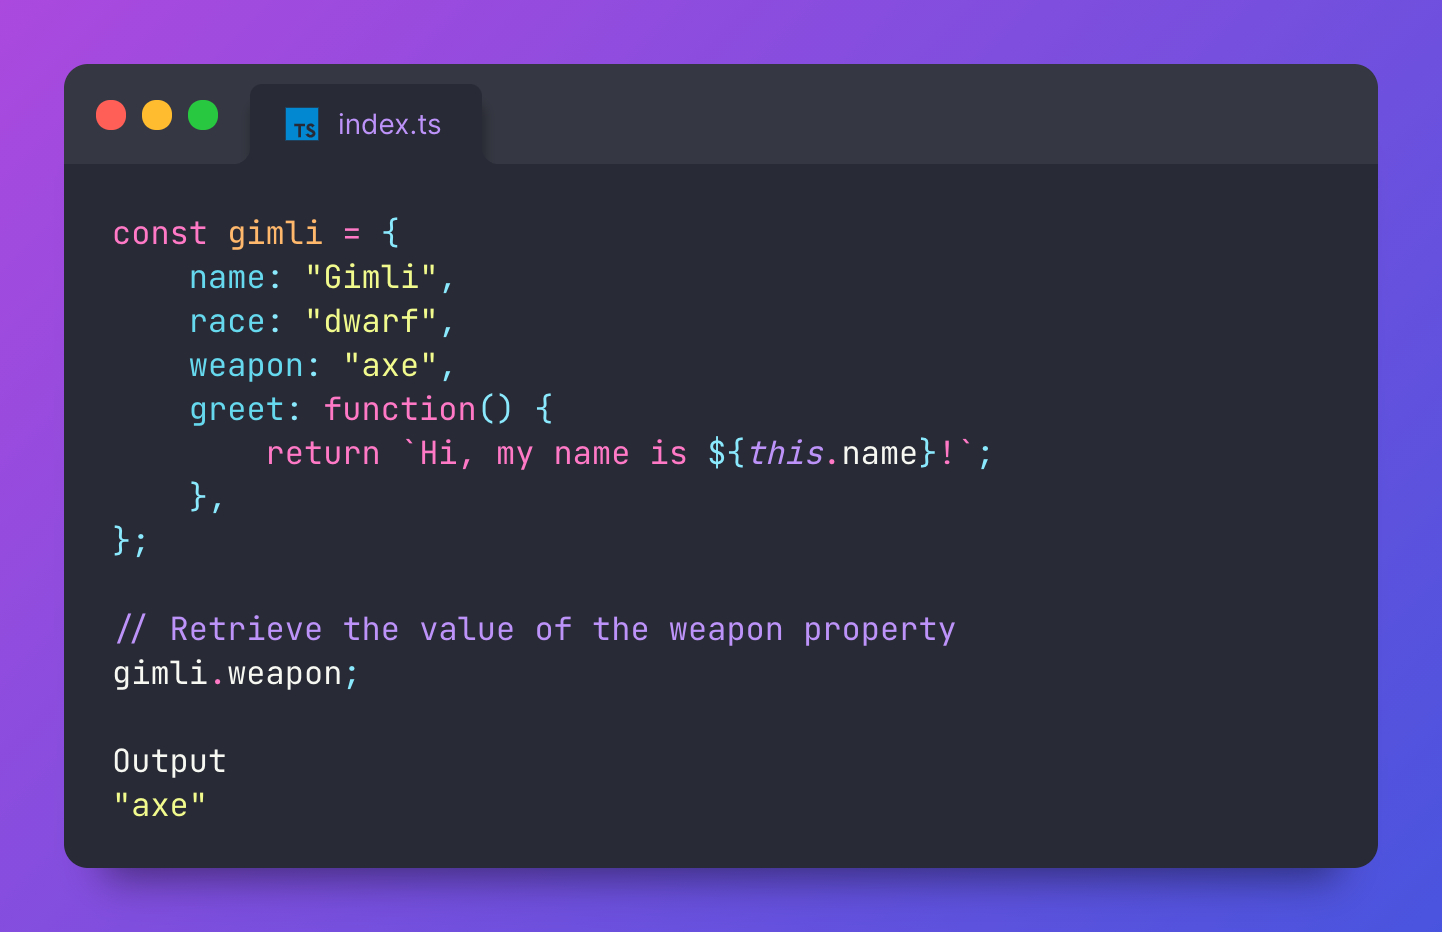 TS index.ts
const gimli = {
    name: "Gimli",
    race: "dwarf",
    weapon: "axe",
    greet: function() {
        return `Hi, my name is ${this.name}!`;
    },
};

// Retrieve the value of the weapon property
gimli.weapon;

Output
"axe"